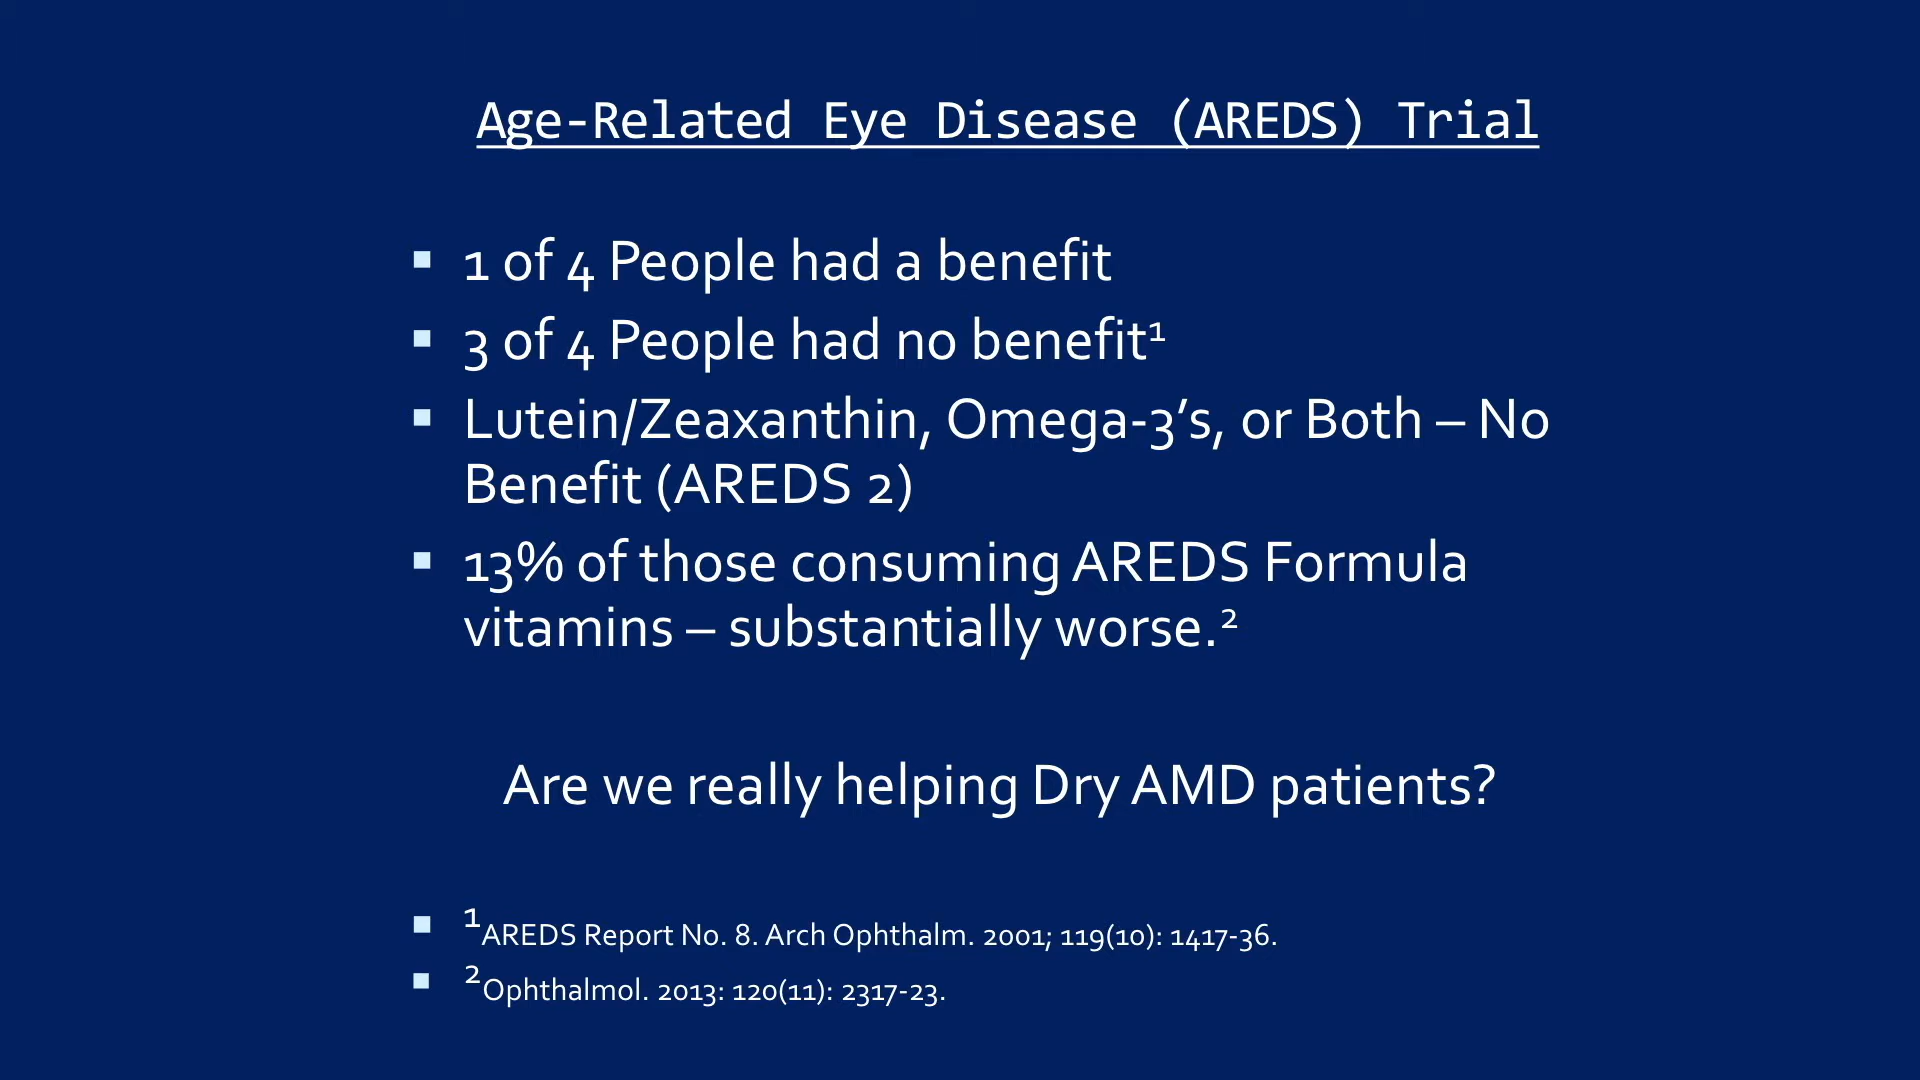 Age-Related Eye Disease (AREDS) Trial
▪ 1 of 4 People had a benefit
▪ 3 of 4 People had no benefit¹
▪ Lutein/Zeaxanthin, Omega-3’s, or Both – No
Benefit (AREDS 2)
▪ 13% of those consuming AREDS Formula
vitamins – substantially worse.²
Are we really helping Dry AMD patients?
▪ ¹AREDS Report No. 8. Arch Ophthalm. 2001; 119(10): 1417-36.
▪ ²Ophthalmol. 2013: 120(11): 2317-23.